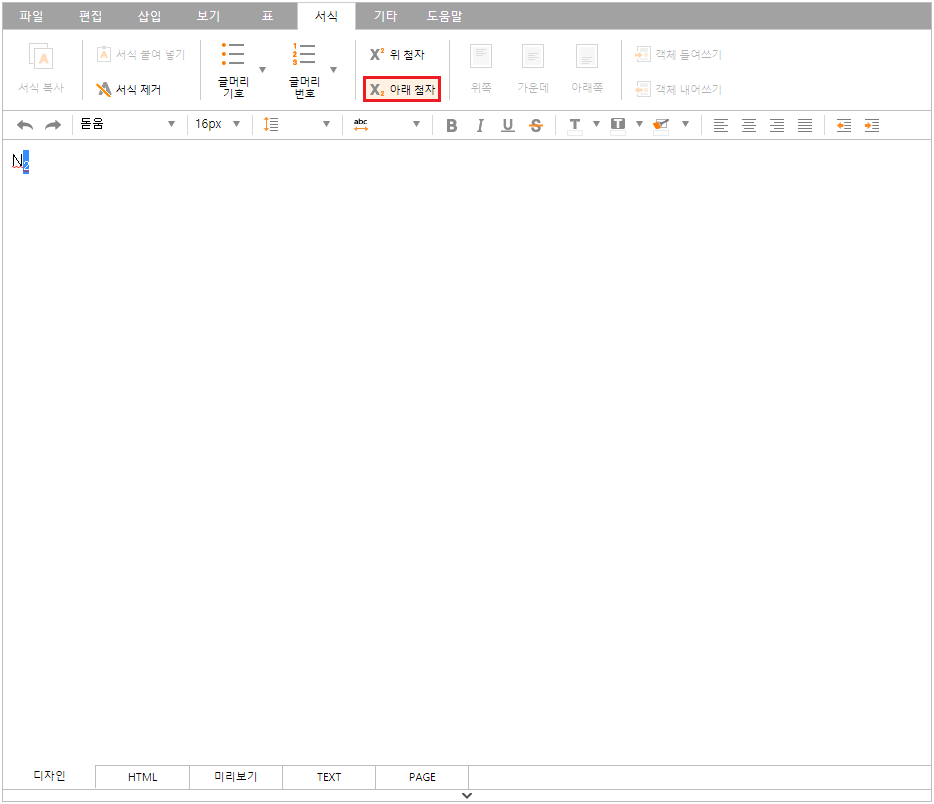 파일 편집 삽입 보기 표 서식 기타 도움말
서식 복사
서식 붙여 넣기
서식 제거
글머리
기호
글머리
번호
위 첨자
아래 첨자
위쪽 가운데 아래쪽
객체 들여쓰기
객체 내어쓰기
돋움 16px
N2
디자인 HTML 미리보기 TEXT PAGE